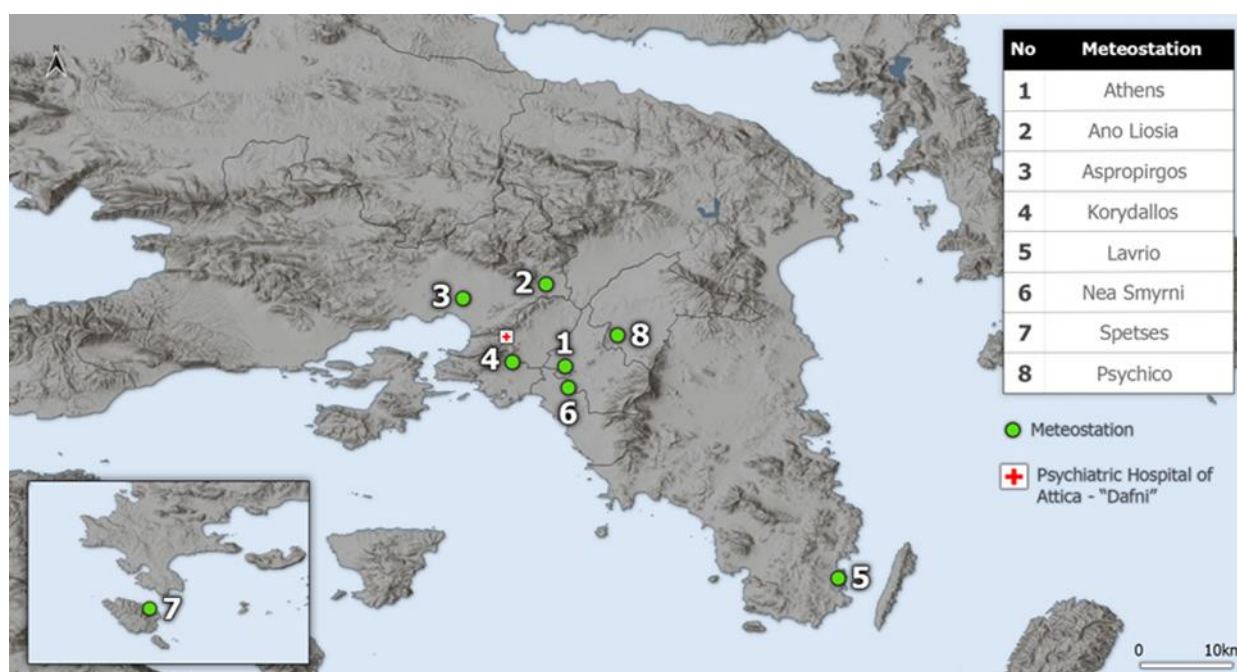 N
No Meteostation
1 Athens
2 Ano Liosia
3 Aspropirgos
4 Korydallos
5 Lavrio
6 Nea Smyrni
7 Spetses
8 Psychico
Meteostation
Psychiatric Hospital of
Attica - “Dafni”
2
3
1
8
4
6
5
7
0 10km